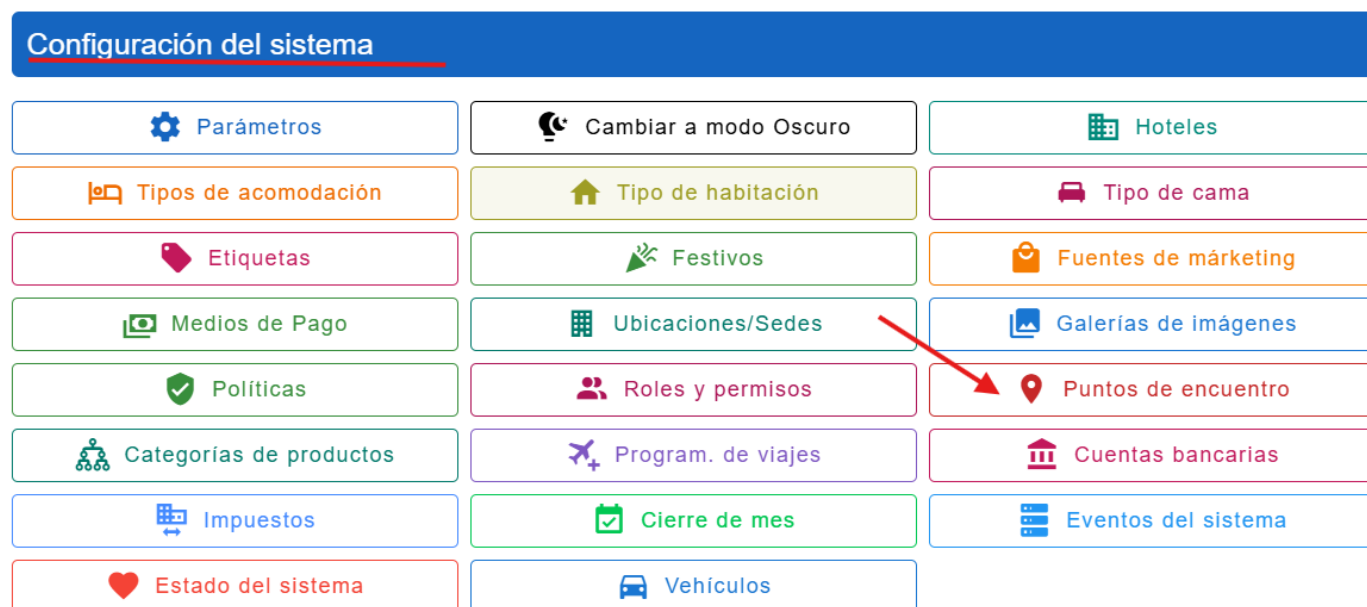 Configuración del sistema
Parámetros
Cambiar a modo Oscuro
Hoteles
Tipos de acomodación
Tipo de habitación
Tipo de cama
Etiquetas
Festivos
Fuentes de márketing
Medios de Pago
Ubicaciones/Sedes
Galerías de imágenes
Políticas
Roles y permisos
Puntos de encuentro
Categorías de productos
Program. de viajes
Cuentas bancarias
Impuestos
Cierre de mes
Eventos del sistema
Estado del sistema
Vehículos